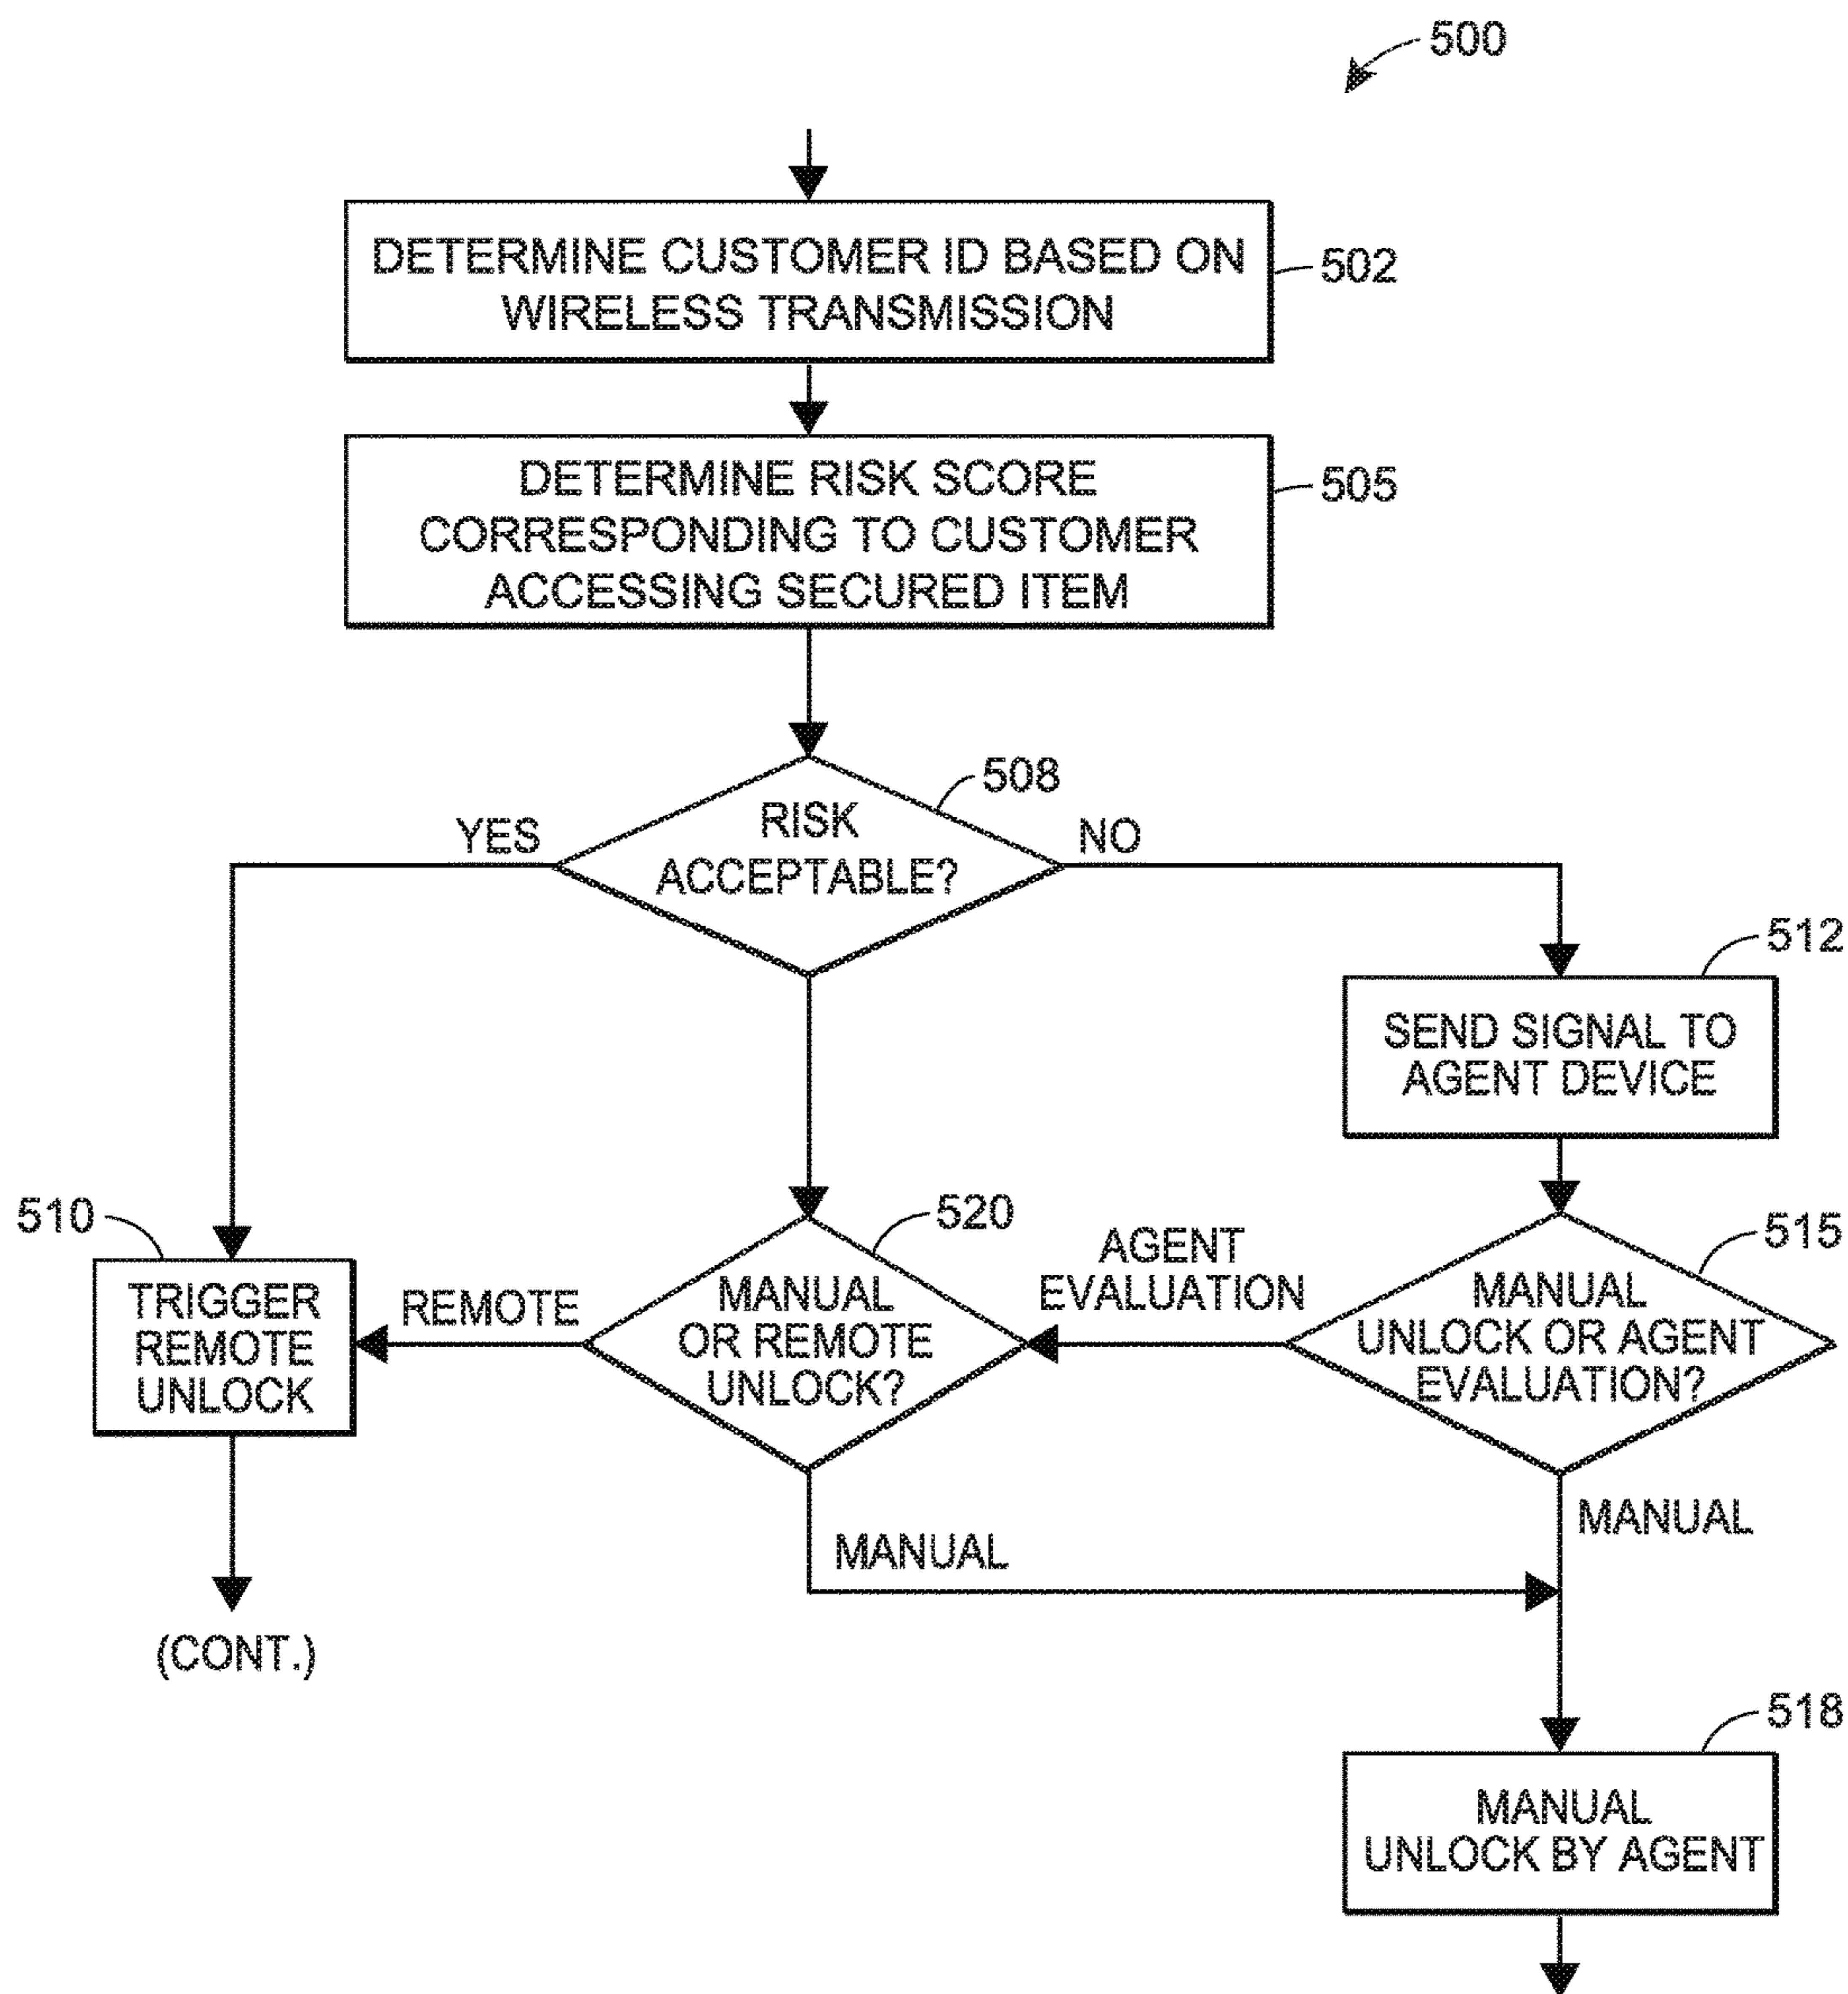 500
DETERMINE CUSTOMER ID BASED ON
WIRELESS TRANSMISSION
502
DETERMINE RISK SCORE
CORRESPONDING TO CUSTOMER
ACCESSING SECURED ITEM
505
508
RISK
ACCEPTABLE?
YES
NO
512
SEND SIGNAL TO
AGENT DEVICE
510
TRIGGER
REMOTE
UNLOCK
REMOTE
520
MANUAL
OR REMOTE
UNLOCK?
AGENT
EVALUATION
515
MANUAL
UNLOCK OR AGENT
EVALUATION?
MANUAL
MANUAL
(CONT.)
518
MANUAL
UNLOCK BY AGENT